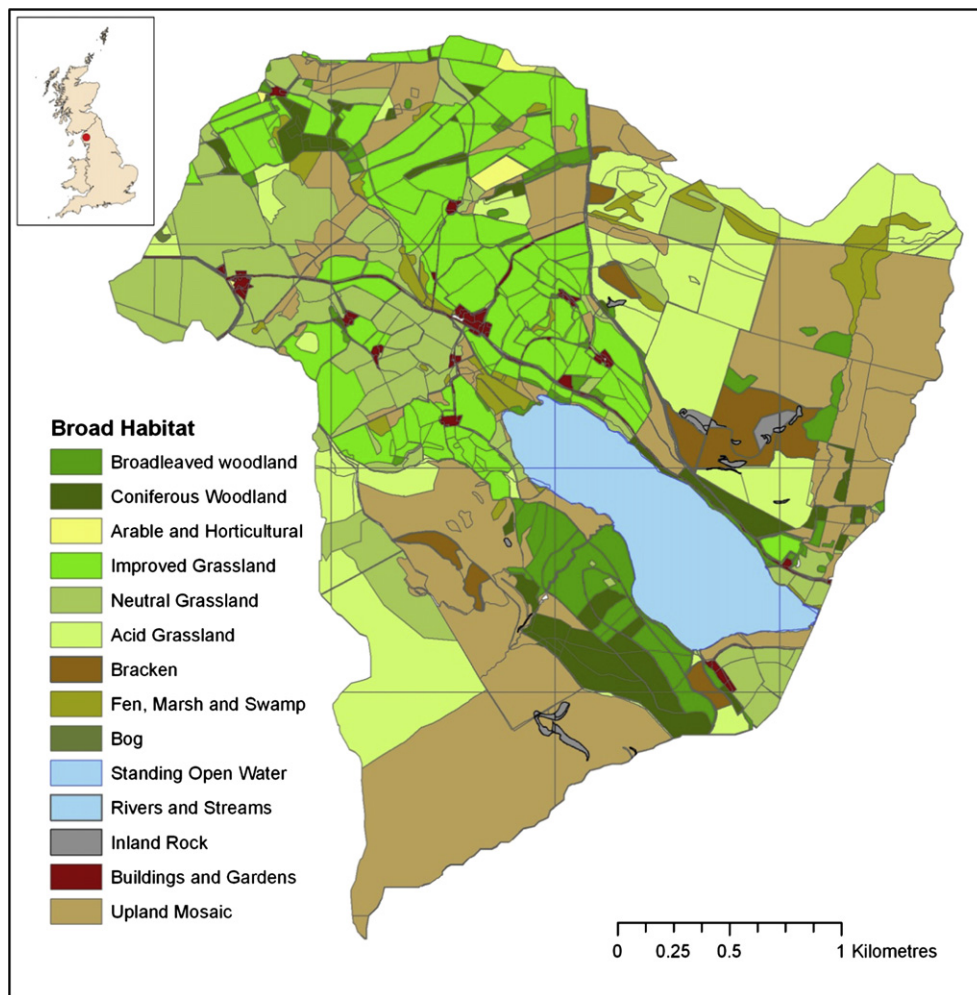 Broad Habitat
Broadleaved woodland
Coniferous Woodland
Arable and Horticultural
Improved Grassland
Neutral Grassland
Acid Grassland
Bracken
Fen, Marsh and Swamp
Bog
Standing Open Water
Rivers and Streams
Inland Rock
Buildings and Gardens
Upland Mosaic
0 0.25 0.5 1 Kilometres